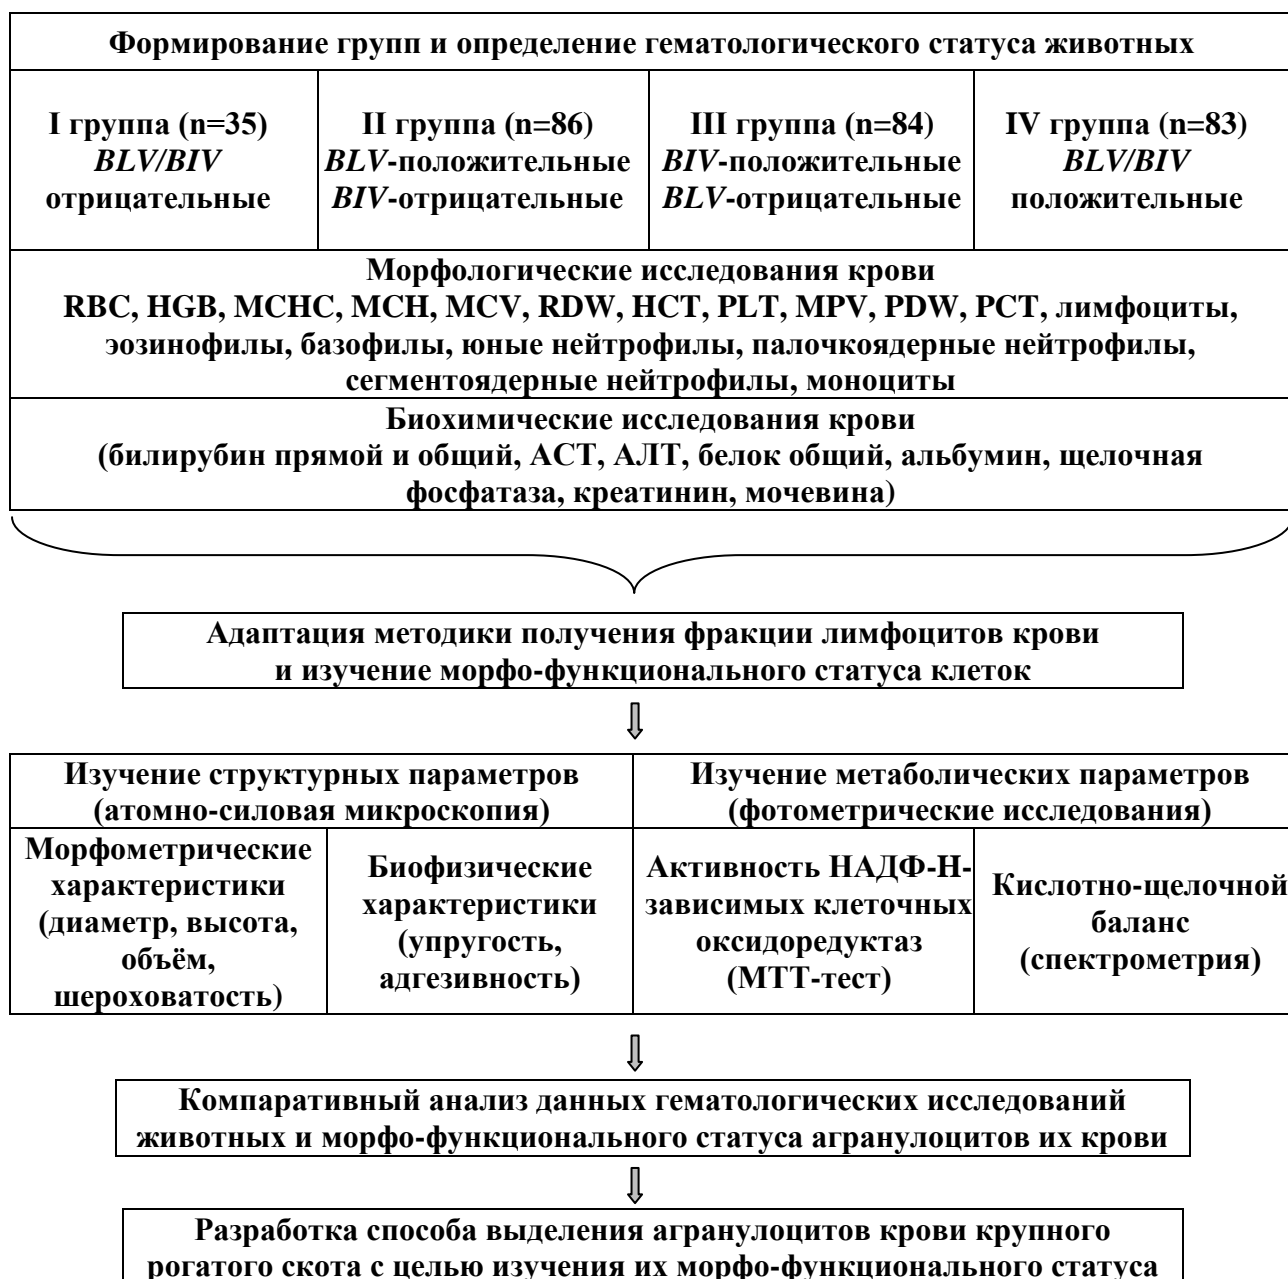 Формирование групп и определение гематологического статуса животных
I группа (n=35)
BLV/BIV
отрицательные
II группа (n=86)
BLV-положительные
BIV-отрицательные
III группа (n=84)
BIV-положительные
BLV-отрицательные
IV группа (n=83)
BLV/BIV
положительные
Морфологические исследования крови
RBC, HGB, MCHC, MCH, MCV, RDW, HCT, PLT, MPV, PDW, PCT, лимфоциты,
эозинофилы, базофилы, юные нейтрофилы, палочкоядерные нейтрофилы,
сегментоядерные нейтрофилы, моноциты
Биохимические исследования крови
(билирубин прямой и общий, АСТ, АЛТ, белок общий, альбумин, щелочная
фосфатаза, креатинин, мочевина)
Адаптация методики получения фракции лимфоцитов крови
и изучение морфо-функционального статуса клеток
Изучение структурных параметров
(атомно-силовая микроскопия)
Изучение метаболических параметров
(фотометрические исследования)
Морфометрические
характеристики
(диаметр, высота,
объём,
шероховатость)
Биофизические
характеристики
(упругость,
адгезивность)
Активность НАДФ-Н-
зависимых клеточных
оксидоредуктаз
(МТТ-тест)
Кислотно-щелочной
баланс
(спектрометрия)
Компаративный анализ данных гематологических исследований
животных и морфо-функционального статуса агранулоцитов их крови
Разработка способа выделения агранулоцитов крови крупного
рогатого скота с целью изучения их морфо-функционального статуса